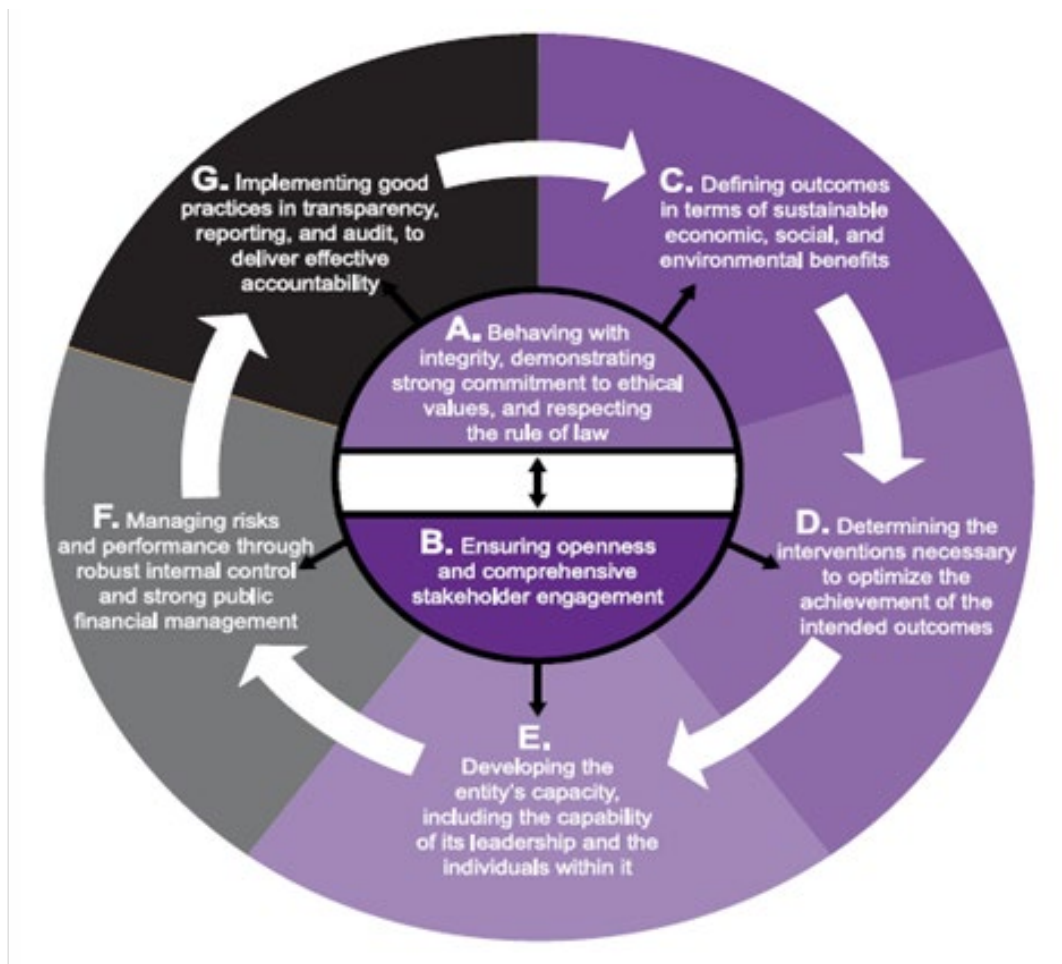 A. Behaving with
integrity, demonstrating
strong commitment to ethical
values, and respecting
the rule of law
B. Ensuring openness
and comprehensive
stakeholder engagement
C. Defining outcomes
in terms of sustainable
economic, social, and
environmental benefits
D. Determining the
interventions necessary
to optimize the
achievement of the
intended outcomes
E.
Developing the
entity's capacity,
including the capability
of its leadership and the
individuals within it
F. Managing risks
and performance through
robust internal control
and strong public
financial management
G. Implementing good
practices in transparency,
reporting, and audit, to
deliver effective
accountability